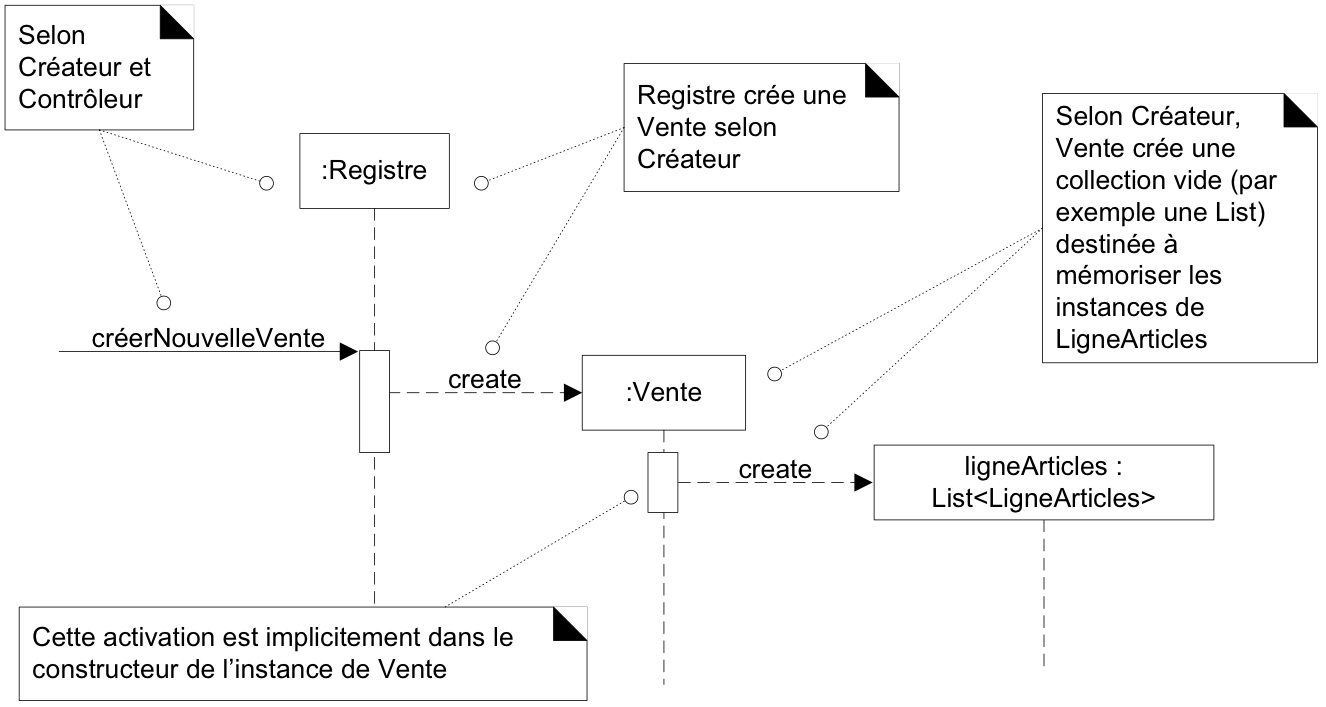 Selon
Créateur et
Contrôleur
:Registre
Registre crée une
Vente selon
Créateur
Selon Créateur,
Vente crée une
collection vide (par
exemple une List)
destinée à
mémoriser les
instances de
LigneArticles
créerNouvelleVente
create
:Vente
create
ligneArticles :
List<LigneArticles>
Cette activation est implicitement dans le
constructeur de l’instance de Vente